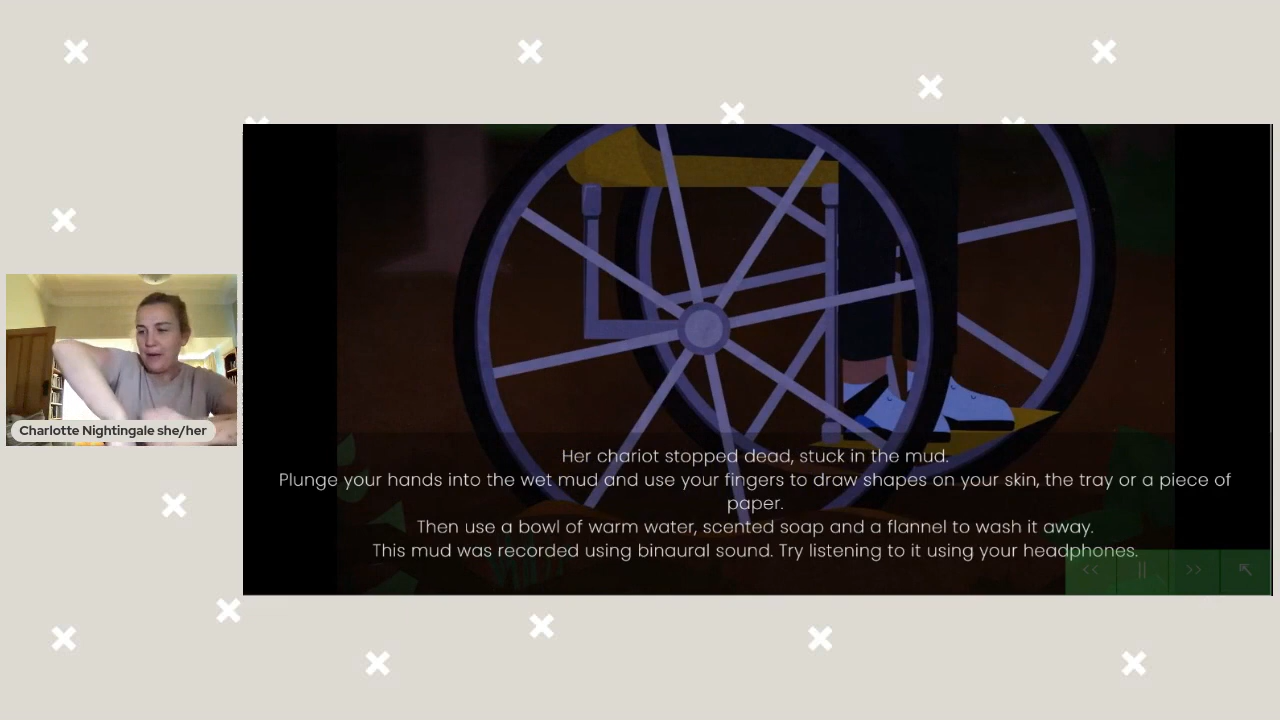 Charlotte Nightingale she/her
Her chariot stopped dead, stuck in the mud.
Plunge your hands into the wet mud and use your fingers to draw shapes on your skin, the tray or a piece of
paper.
Then use a bowl of warm water, scented soap and a flannel to wash it away.
This mud was recorded using binaural sound. Try listening to it using your headphones.